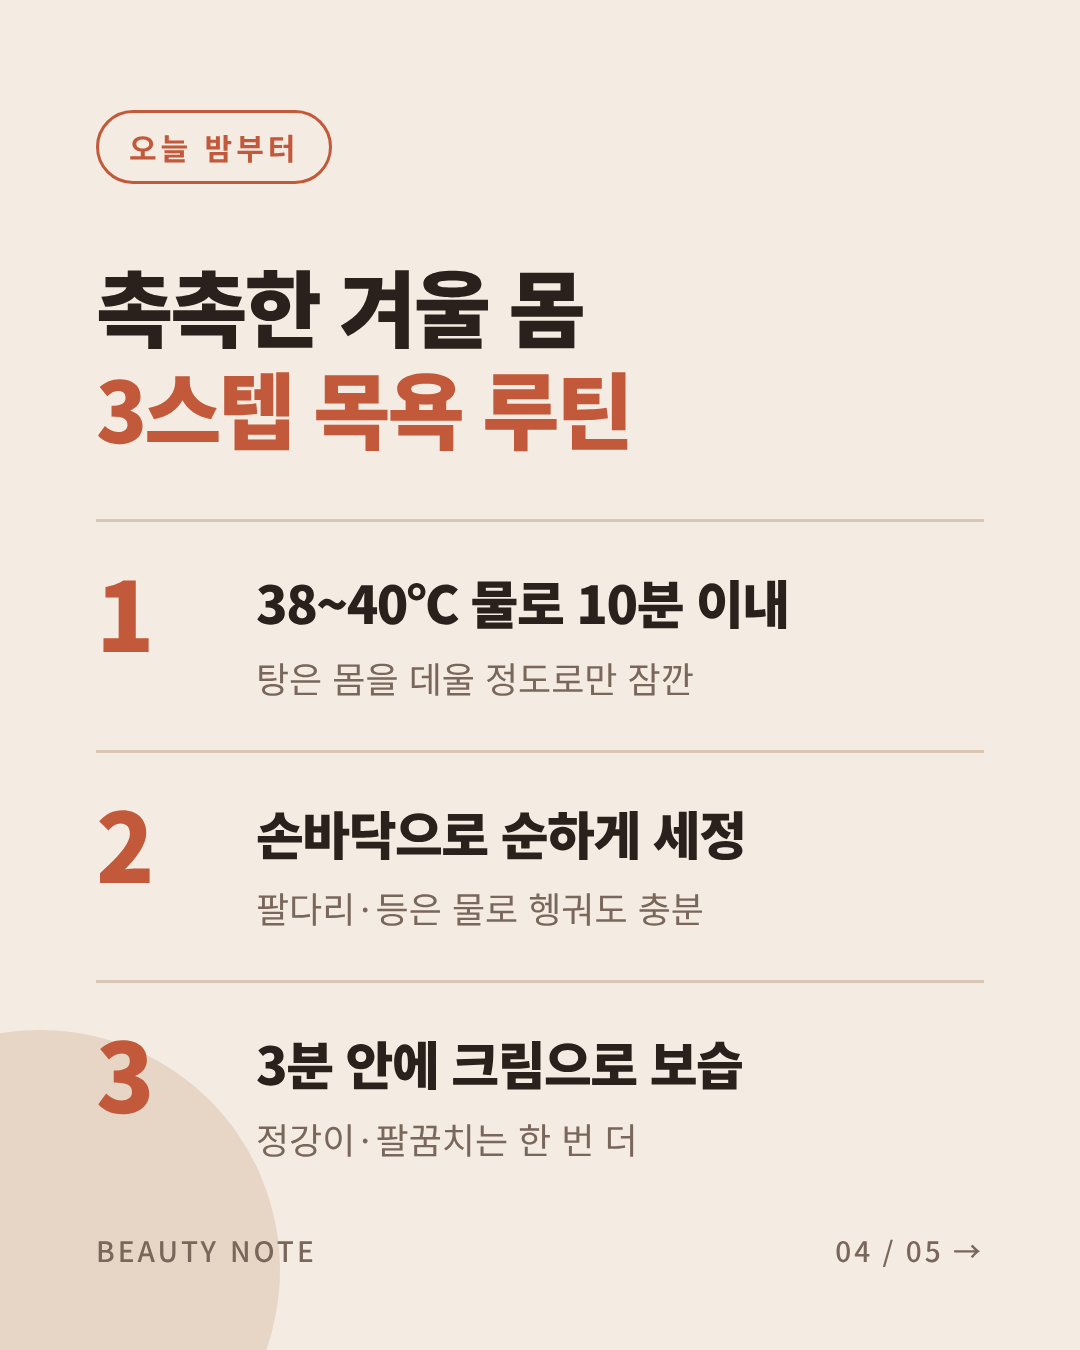 오늘 밤부터
촉촉한 겨울 몸
3스텝 목욕 루틴
1
38~40℃ 물로 10분 이내
탕은 몸을 데울 정도로만 잠깐
2
손바닥으로 순하게 세정
팔다리·등은 물로 헹궈도 충분
3
3분 안에 크림으로 보습
정강이·팔꿈치는 한 번 더
BEAUTY NOTE
04 / 05 →